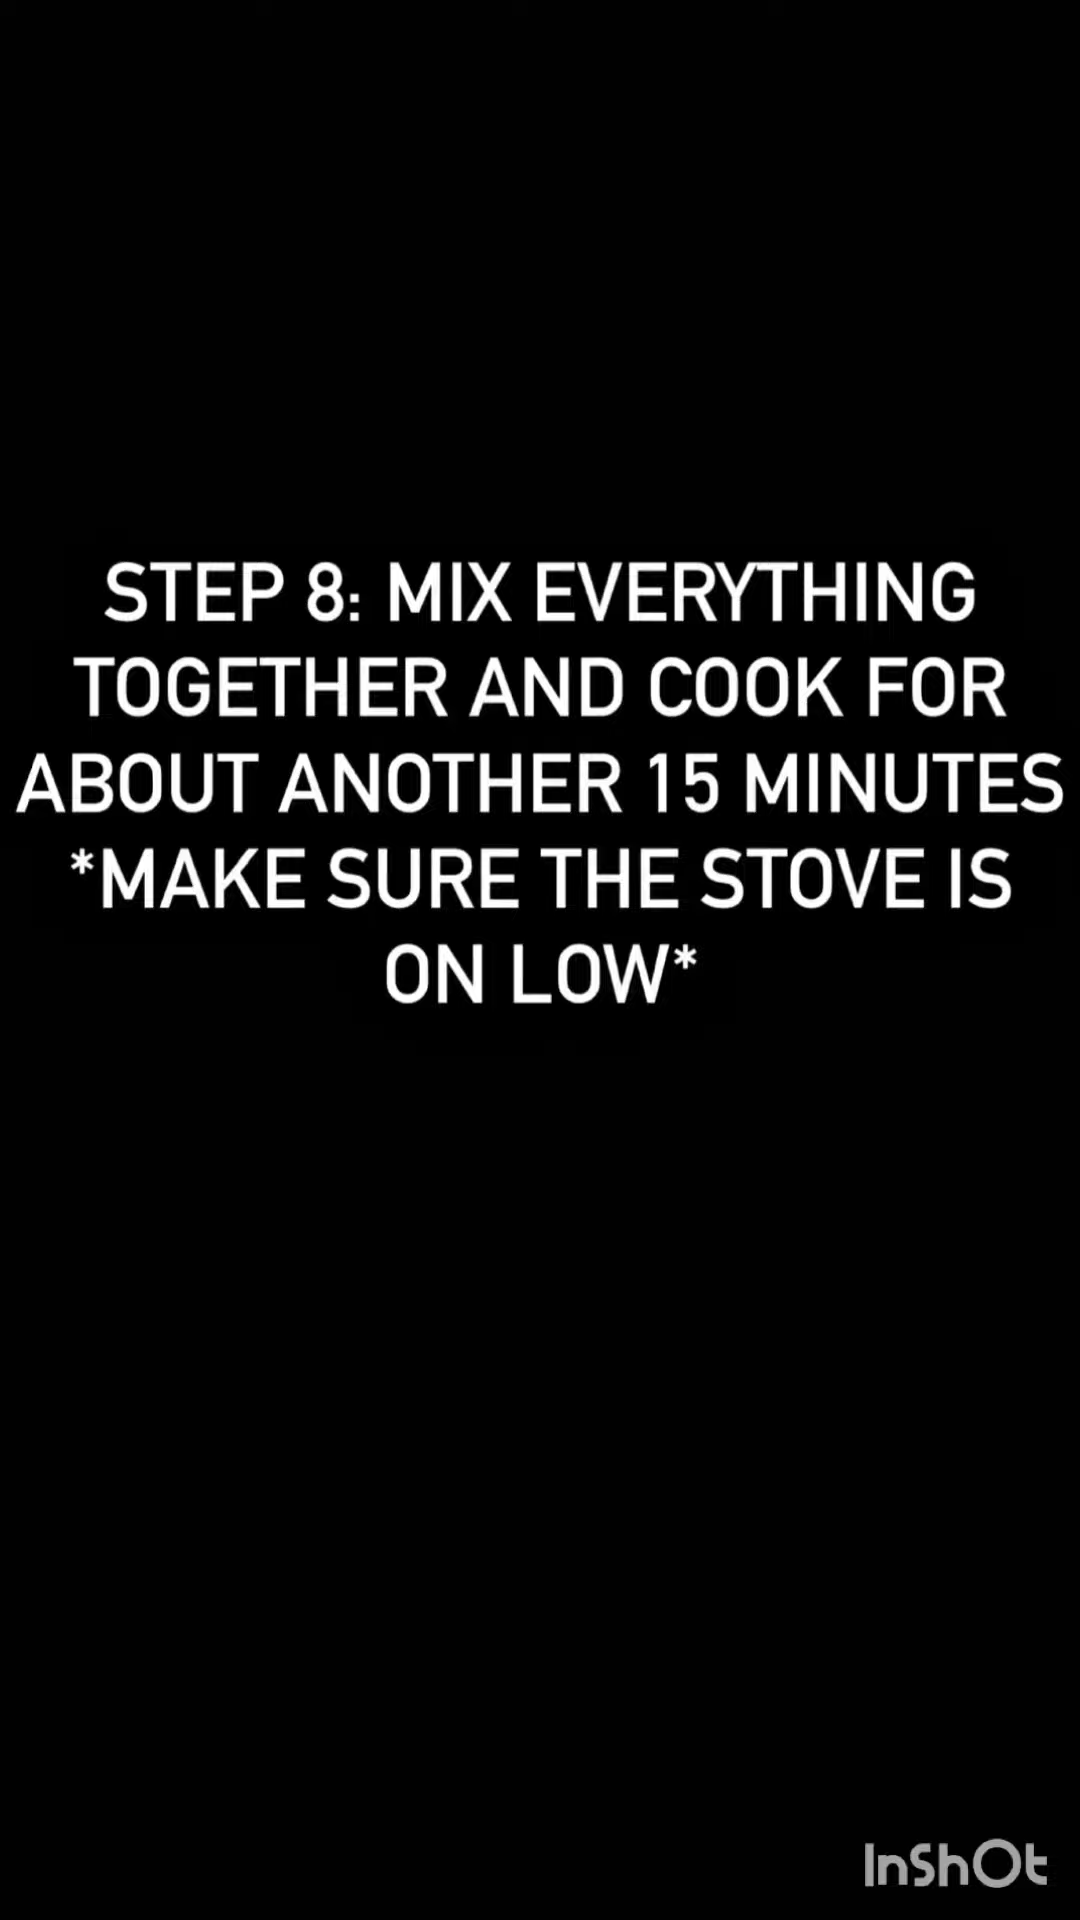 STEP 8: MIX EVERYTHING
TOGETHER AND COOK FOR
ABOUT ANOTHER 15 MINUTES
*MAKE SURE THE STOVE IS
ON LOW*
InShOt